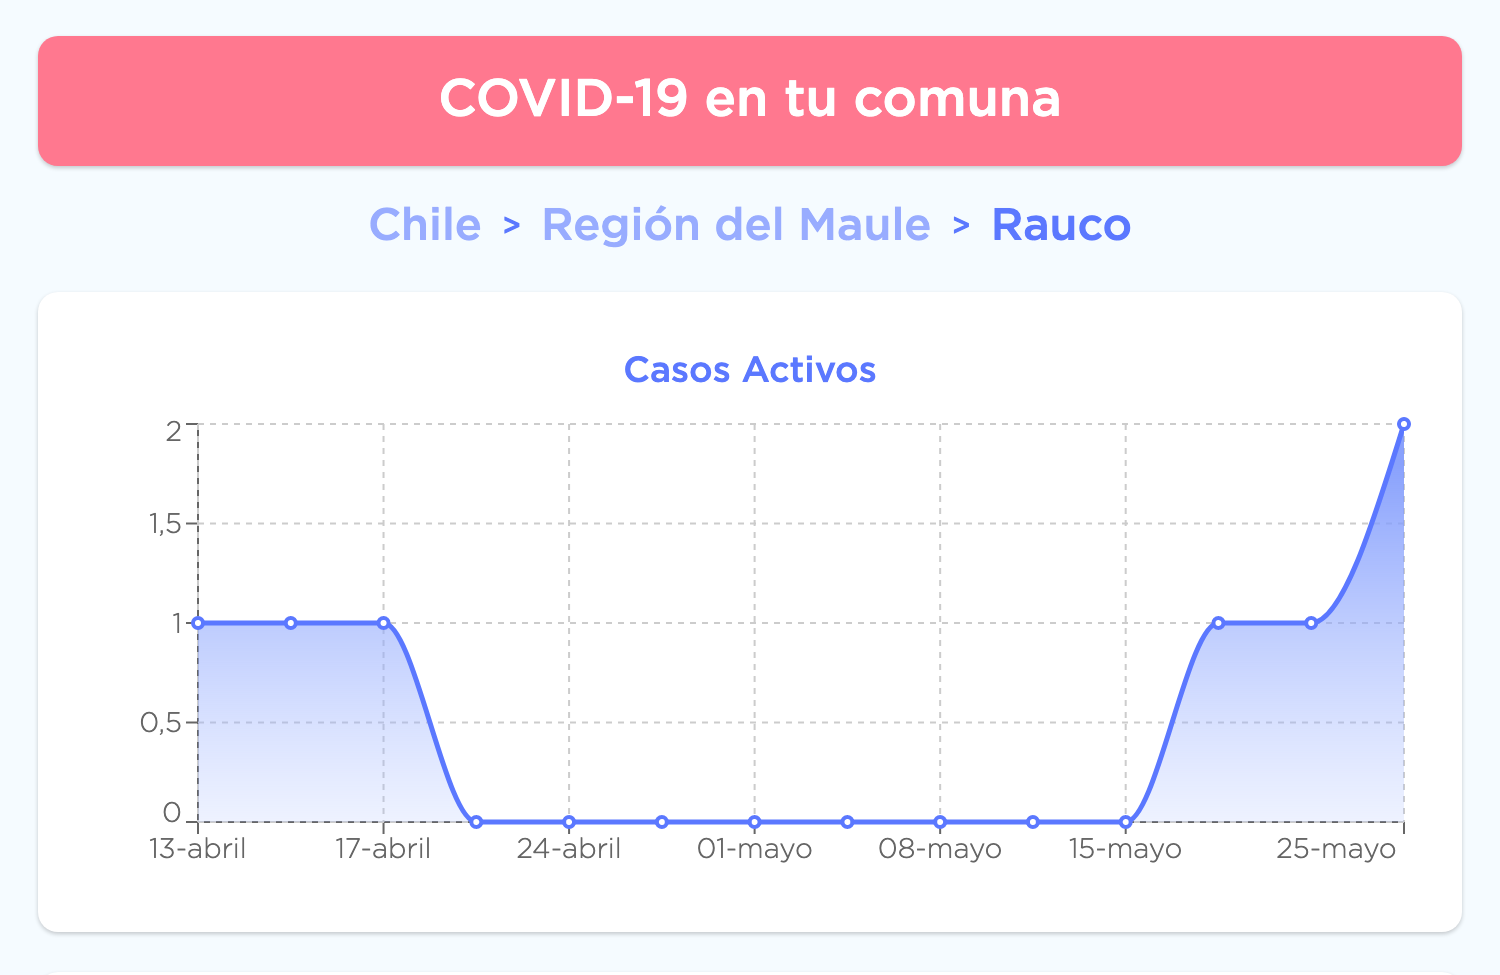 COVID-19 en tu comuna
Chile > Región del Maule > Rauco
Casos Activos
2
1,5
1
0,5
0
13-abril 17-abril 24-abril 01-mayo 08-mayo 15-mayo 25-mayo